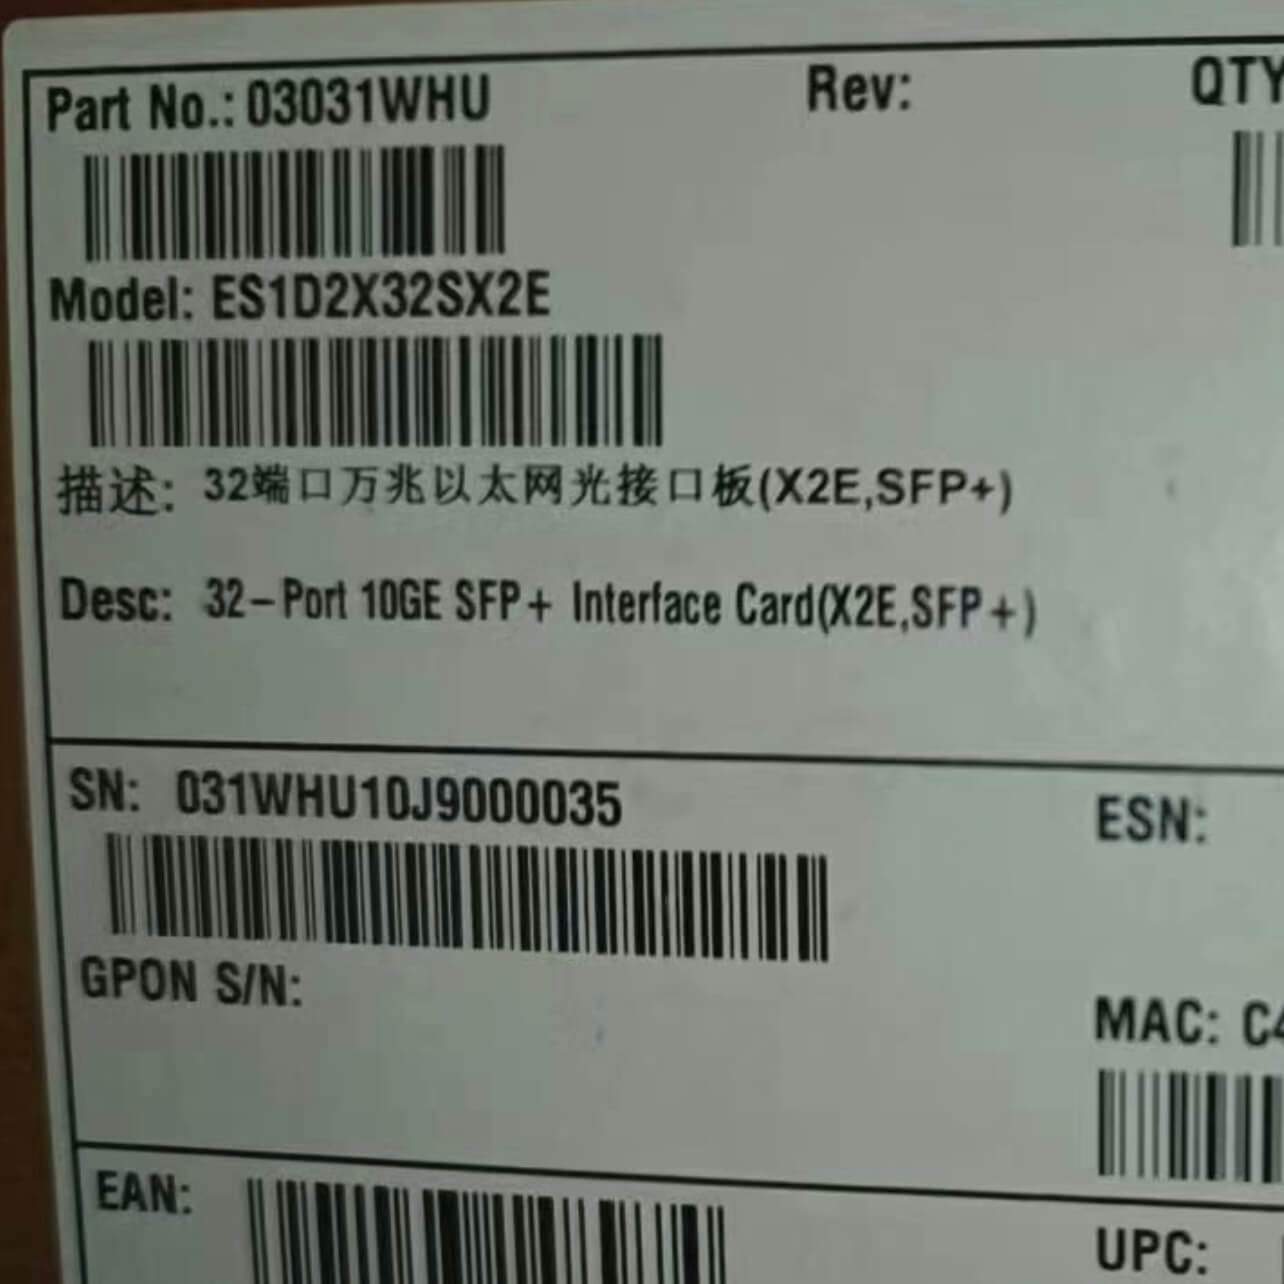 Part No.: 03031WHU Rev: QTY
Model: ES1D2X32SX2E
描述: 32端口万兆以太网光接口板(X2E,SFP+)
Desc: 32-Port 10GE SFP+ Interface Card(X2E,SFP+)
SN: 031WHU10J9000035 ESN:
GPON S/N:
MAC: C4
EAN:
UPC: